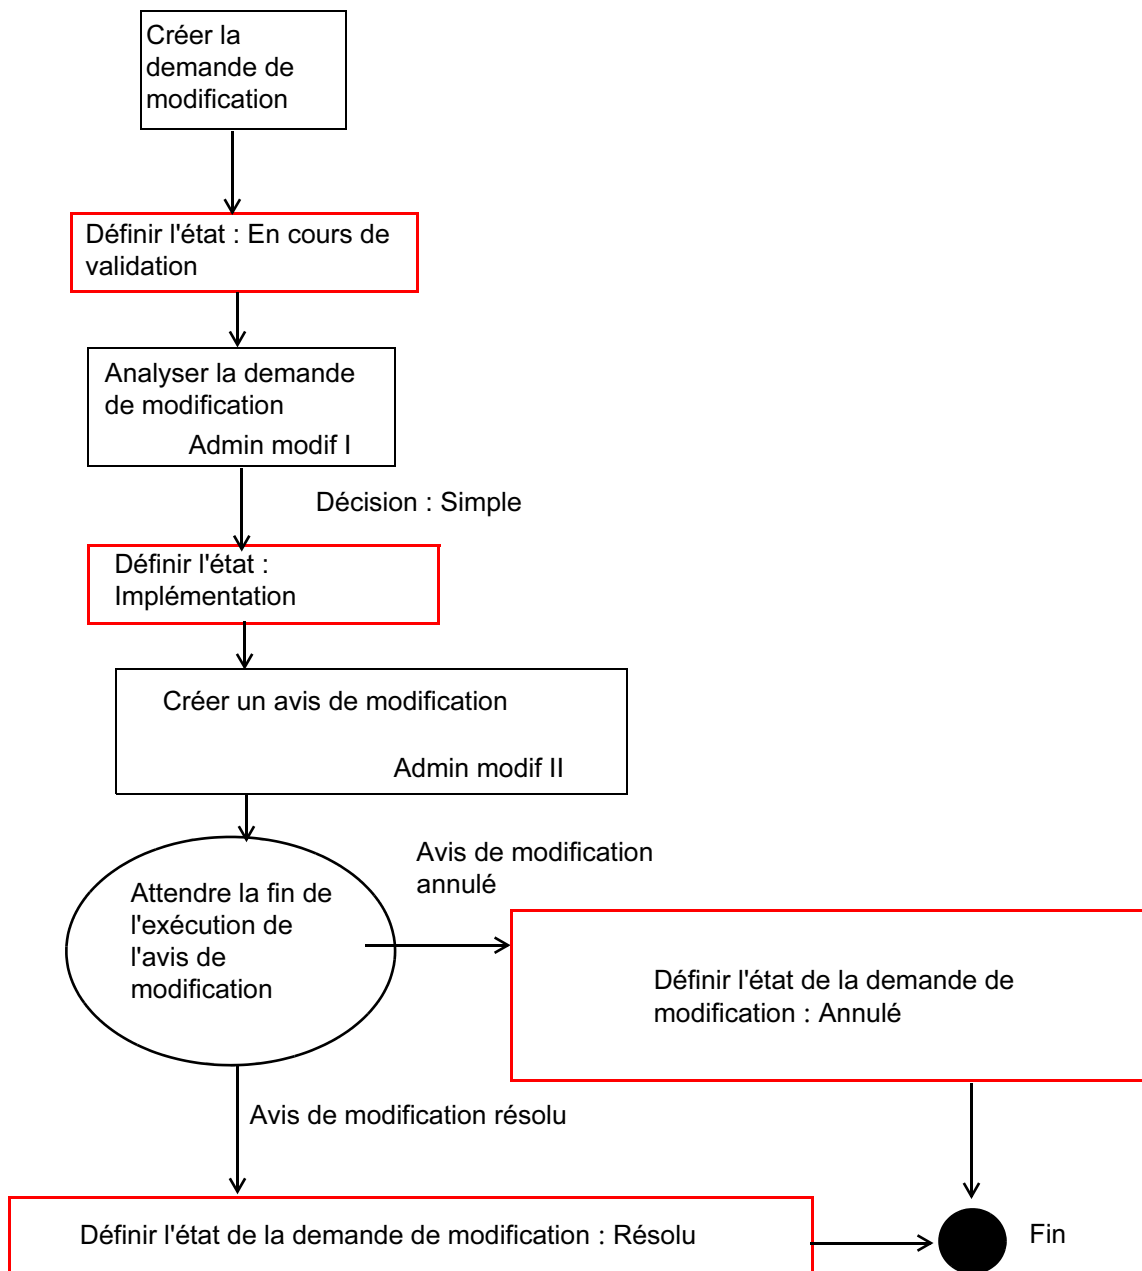 Créer la
demande de
modification
Définir l'état : En cours de
validation
Analyser la demande
de modification
Admin modif I
Décision : Simple
Définir l'état :
Implémentation
Créer un avis de modification
Admin modif II
Avis de modification
annulé
Attendre la fin de
l'exécution de
l'avis de
modification
Définir l'état de la demande de
modification : Annulé
Avis de modification résolu
Définir l'état de la demande de modification : Résolu
Fin